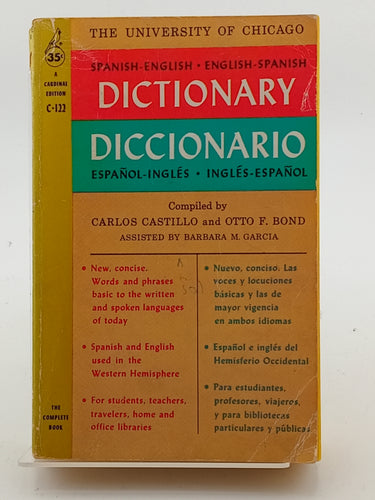 THE UNIVERSITY OF CHICAGO
35¢
A
CARDINAL
EDITION
C-122
SPANISH-ENGLISH • ENGLISH-SPANISH
DICTIONARY
DICCIONARIO
ESPAÑOL-INGLÉS • INGLÉS-ESPAÑOL
Compiled by
CARLOS CASTILLO and OTTO F. BOND
ASSISTED BY BARBARA M. GARCIA
• New, concise.
Words and phrases
basic to the written
and spoken languages
of today
• Spanish and English
used in the
Western Hemisphere
• For students, teachers,
travelers, home and
office libraries
• Nuevo, conciso. Las
voces y locuciones
básicas y las de
mayor vigencia
en ambos idiomas
• Español e inglés del
Hemisferio Occidental
• Para estudiantes,
profesores, viajeros,
y para bibliotecas
particulares y públicas
THE
COMPLETE
BOOK